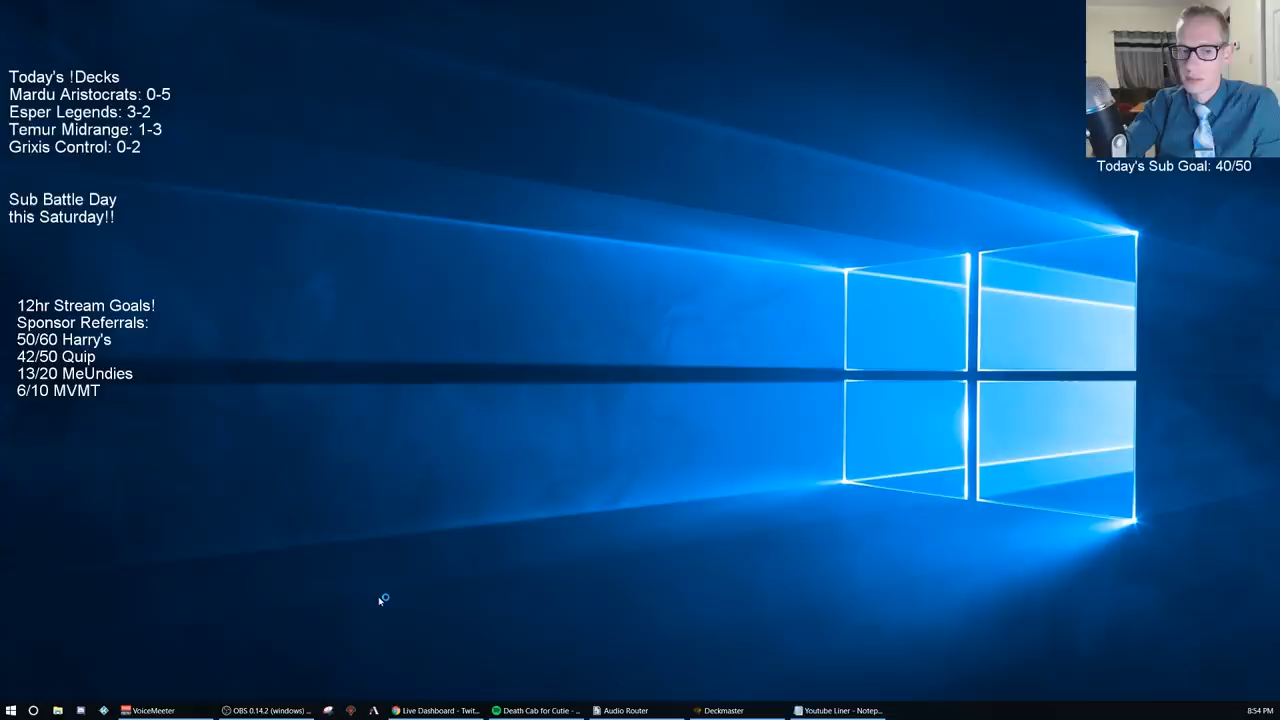 Today's !Decks
Mardu Aristocrats: 0-5
Esper Legends: 3-2
Temur Midrange: 1-3
Grixis Control: 0-2
Sub Battle Day
this Saturday!!
12hr Stream Goals!
Sponsor Referrals:
50/60 Harry's
42/50 Quip
13/20 MeUndies
6/10 MVMT
Today's Sub Goal: 40/50
VoiceMeeter
OBS 0.14.2 (windows) ...
Live Dashboard - Twit...
Death Cab for Cutie - ...
Audio Router
Deckmaster
Youtube Liner - Notep...
8:54 PM